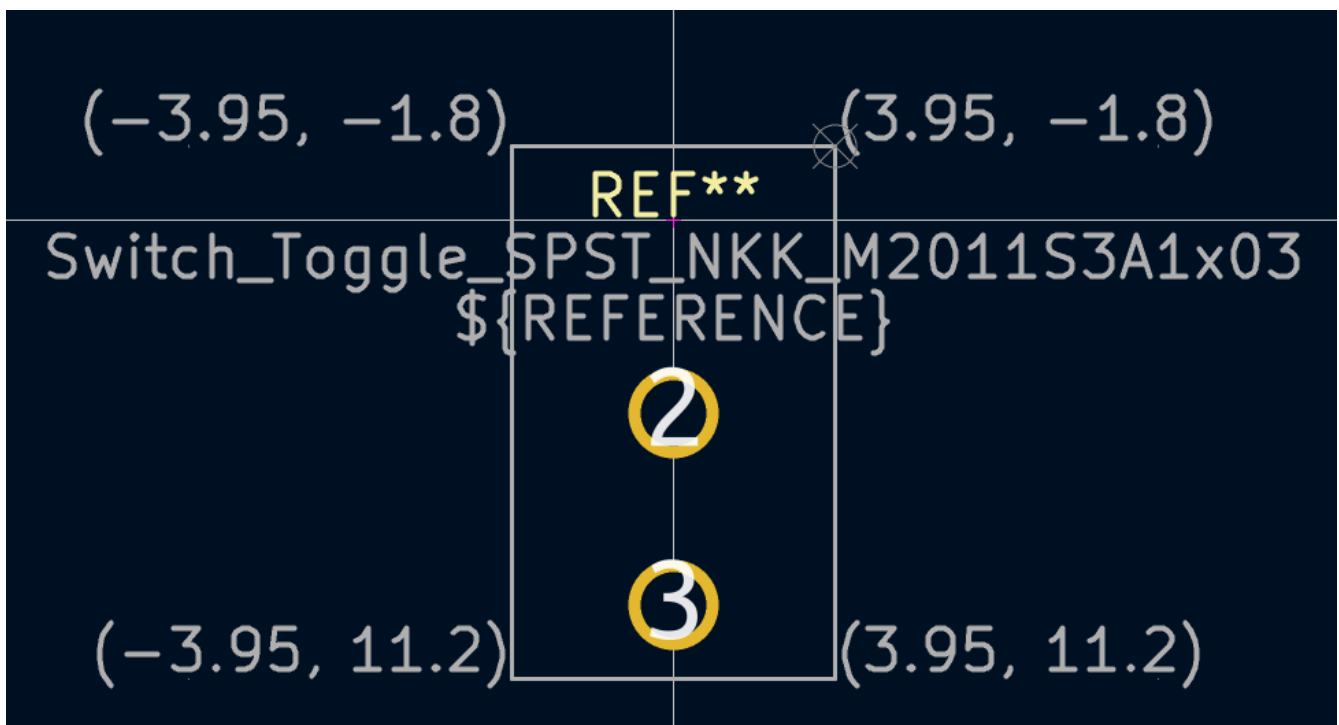 (-3.95, -1.8) (3.95, -1.8)
REF**
Switch_Toggle_SPST_NKK_M2011S3A1x03
${REFERENCE}
2
3
(-3.95, 11.2) (3.95, 11.2)